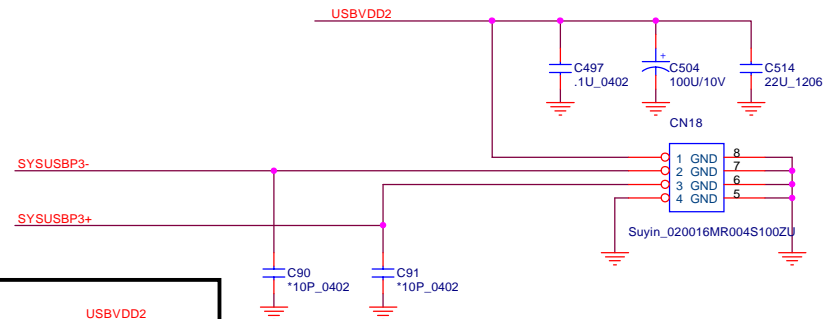 USBVDD2
C497
.1U_0402
C504
100U/10V
C514
22U_1206
CN18
SYSUSBP3-
1 GND 8
2 GND 7
3 GND 6
4 GND 5
SYSUSBP3+
Suyin_020016MR004S100ZU
C90
*10P_0402
C91
*10P_0402
USBVDD2